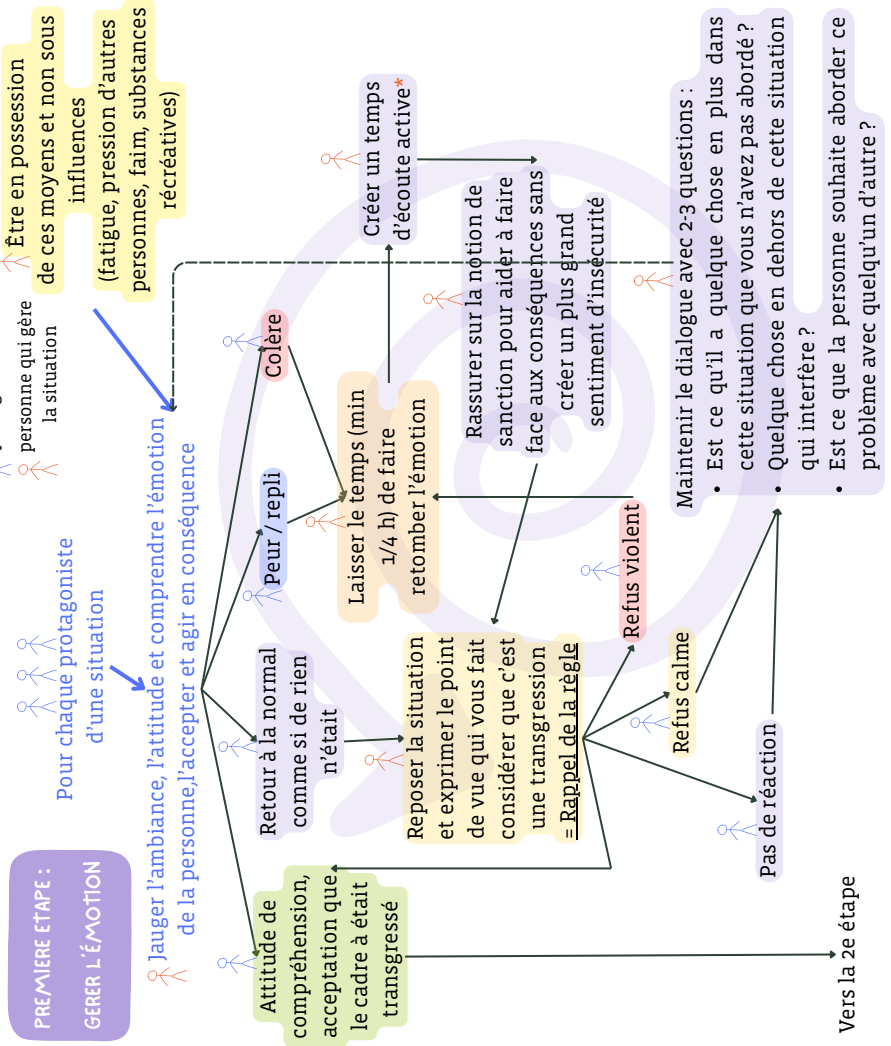 PREMIERE ETAPE :
GERER L'ÉMOTION
Pour chaque protagoniste
d'une situation
personne qui gère
la situation
Être en possession
de ces moyens et non sous
influences
(fatigue, pression d'autres
personnes, faim, substances
récréatives)
Jauger l'ambiance, l'attitude et comprendre l'émotion
de la personne,l'accepter et agir en conséquence
Attitude de
compréhension,
acceptation que
le cadre à était
transgressé
Retour à la normal
comme si de rien
n'était
Peur / repli
Colère
Laisser le temps (min
1/4 h) de faire
retomber l'émotion
Créer un temps
d'écoute active*
Reposer la situation
et exprimer le point
de vue qui vous fait
considérer que c'est
une transgression
= Rappel de la règle
Rassurer sur la notion de
sanction pour aider à faire
face aux conséquences sans
créer un plus grand
sentiment d'insécurité
Refus violent
Refus calme
Pas de réaction
Maintenir le dialogue avec 2-3 questions :
• Est ce qu'il a quelque chose en plus dans
cette situation que vous n'avez pas abordé ?
• Quelque chose en dehors de cette situation
qui interfère ?
• Est ce que la personne souhaite aborder ce
problème avec quelqu'un d'autre ?
Vers la 2e étape